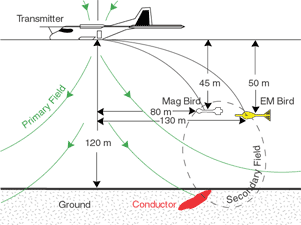 Transmitter
Primary Field
45 m
50 m
Mag Bird
EM Bird
80 m
130 m
120 m
Secondary Field
Ground
Conductor